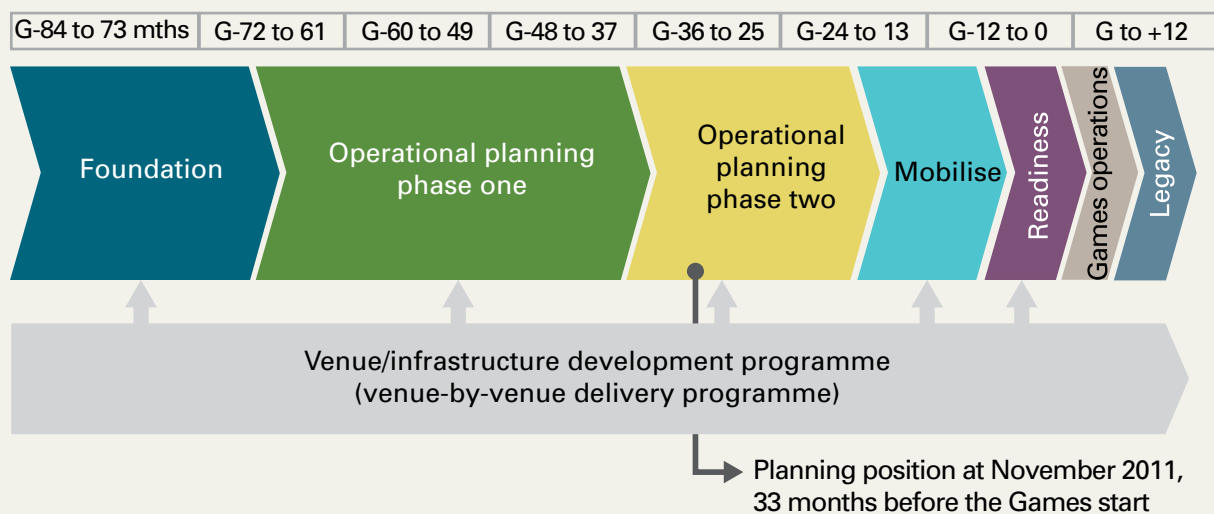 G-84 to 73 mths G-72 to 61 G-60 to 49 G-48 to 37 G-36 to 25 G-24 to 13 G-12 to 0 G to +12
Foundation
Operational planning
phase one
Operational
planning
phase two
Mobilise
Readiness
Games operations
Legacy
Venue/infrastructure development programme
(venue-by-venue delivery programme)
Planning position at November 2011,
33 months before the Games start